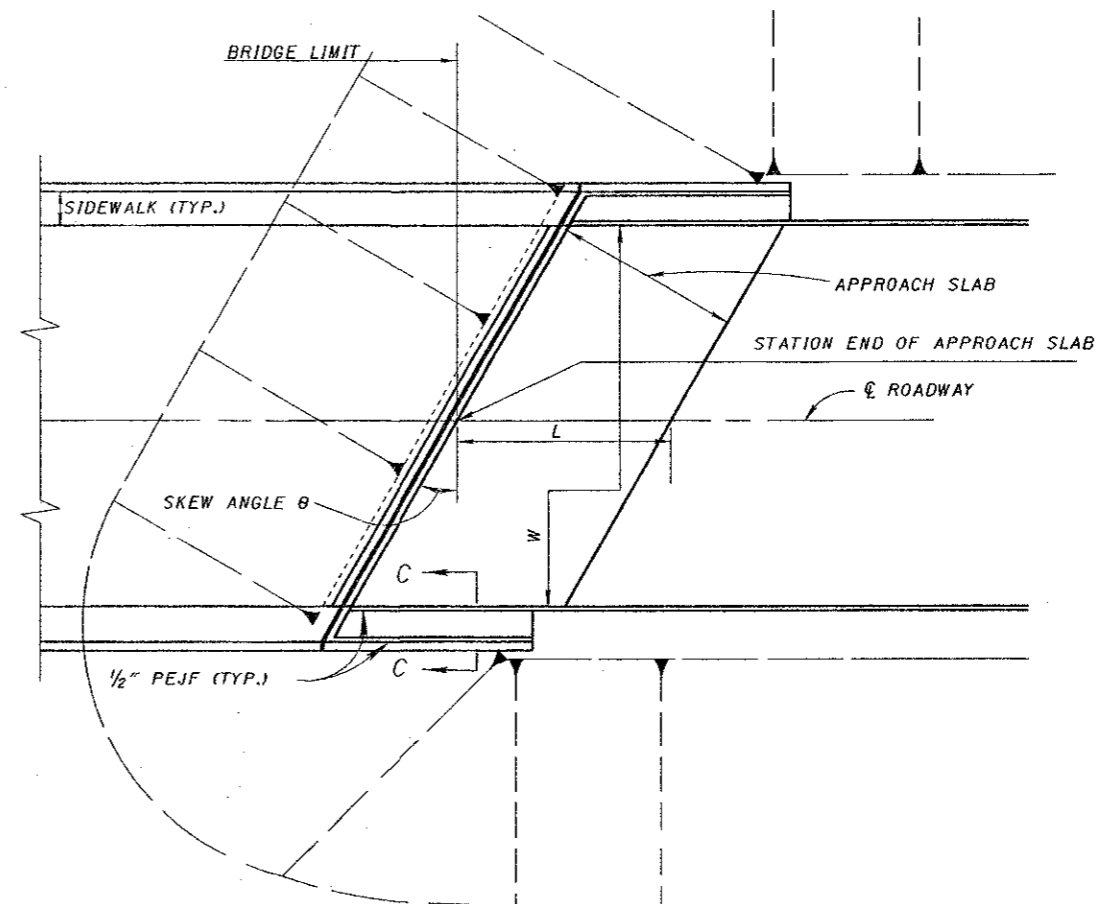 BRIDGE LIMIT
SIDEWALK (TYP.)
APPROACH SLAB
STATION END OF APPROACH SLAB
℄ ROADWAY
L
SKEW ANGLE θ
W
C
C
½" PEJF (TYP.)